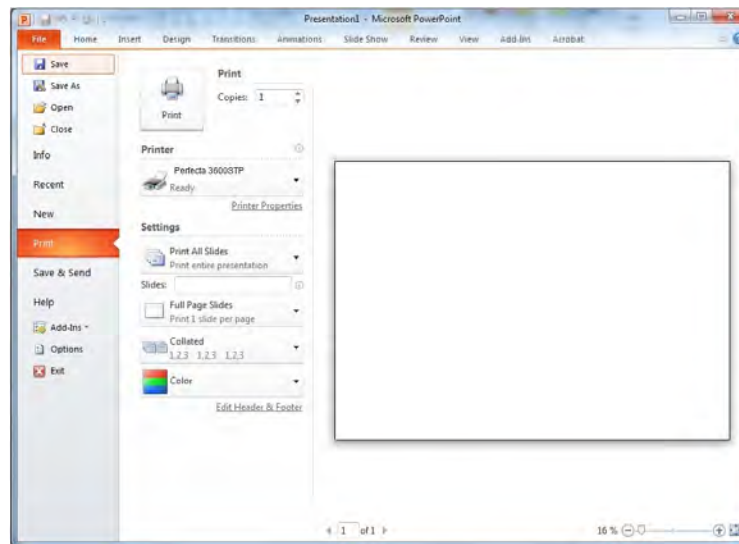 Presentation1 - Microsoft PowerPoint
File Home Insert Design Transitions Animations Slide Show Review View Add-Ins Acrobat
Save
Save As
Open
Close
Info
Recent
New
Print
Save & Send
Help
Add-Ins
Options
Exit
Print
Print
Copies: 1
Printer
Perfecta 3600STP
Ready
Printer Properties
Settings
Print All Slides
Print entire presentation
Slides:
Full Page Slides
Print 1 slide per page
Collated
1,2,3 1,2,3 1,2,3
Color
Edit Header & Footer
1 of 1
16 %